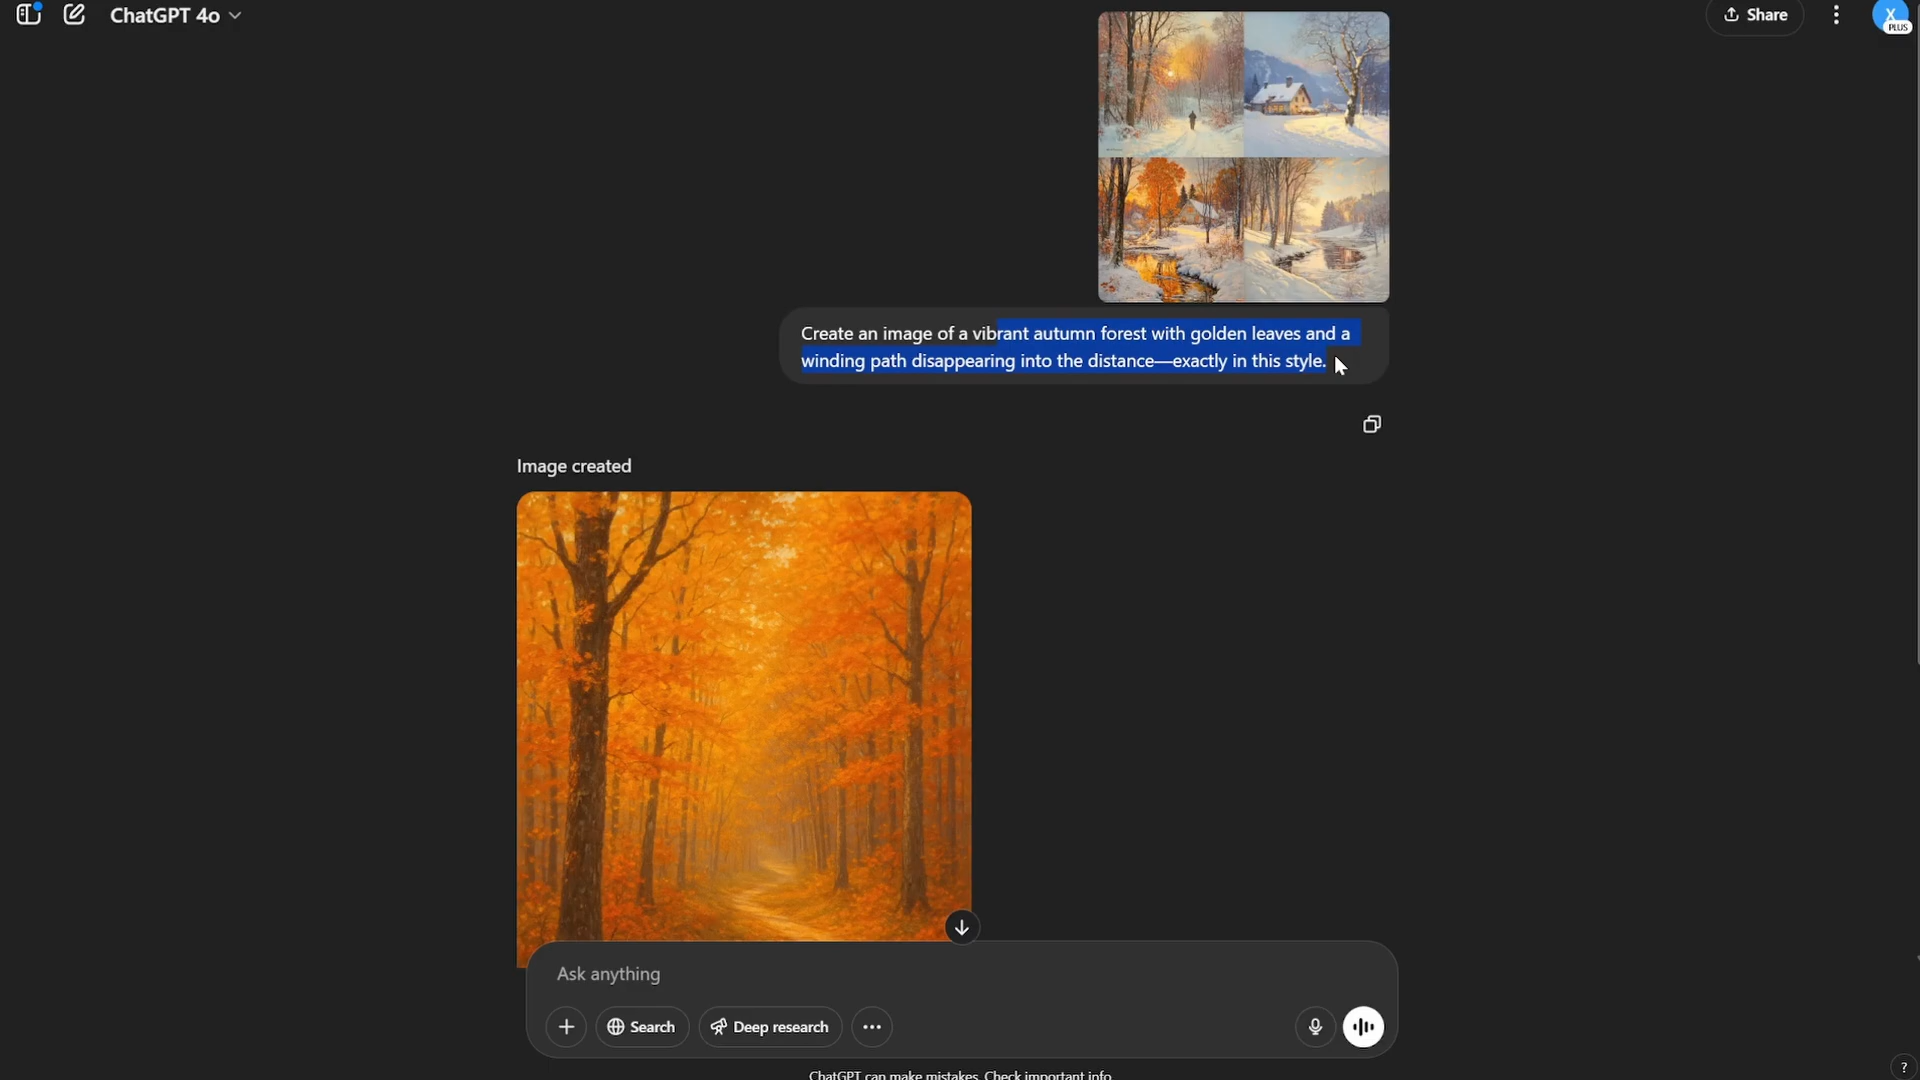 ChatGPT 4o
Share
X
PLUS
Create an image of a vibrant autumn forest with golden leaves and a
winding path disappearing into the distance—exactly in this style.
Image created
Ask anything
Search
Deep research
ChatGPT can make mistakes. Check important info.
?